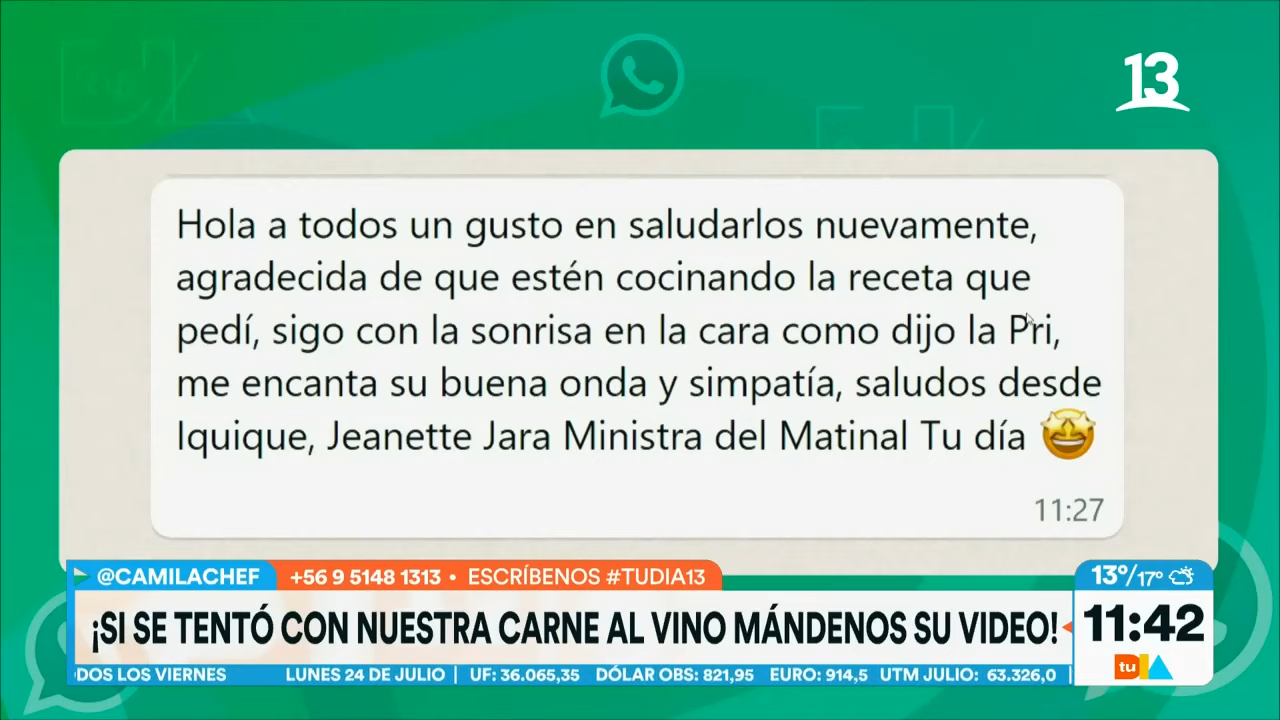 13
Hola a todos un gusto en saludarlos nuevamente,
agradecida de que estén cocinando la receta que
pedí, sigo con la sonrisa en la cara como dijo la Pri,
me encanta su buena onda y simpatía, saludos desde
Iquique, Jeanette Jara Ministra del Matinal Tu día 🤩
11:27
@CAMILACHEF +56 9 5148 1313 • ESCRÍBENOS #TUDIA13
13°/17°
¡SI SE TENTÓ CON NUESTRA CARNE AL VINO MÁNDENOS SU VIDEO!
11:42
tu DÍA
DOS LOS VIERNES LUNES 24 DE JULIO | UF: 36.065,35 DÓLAR OBS: 821,95 EURO: 914,5 UTM JULIO: 63.326,0 |